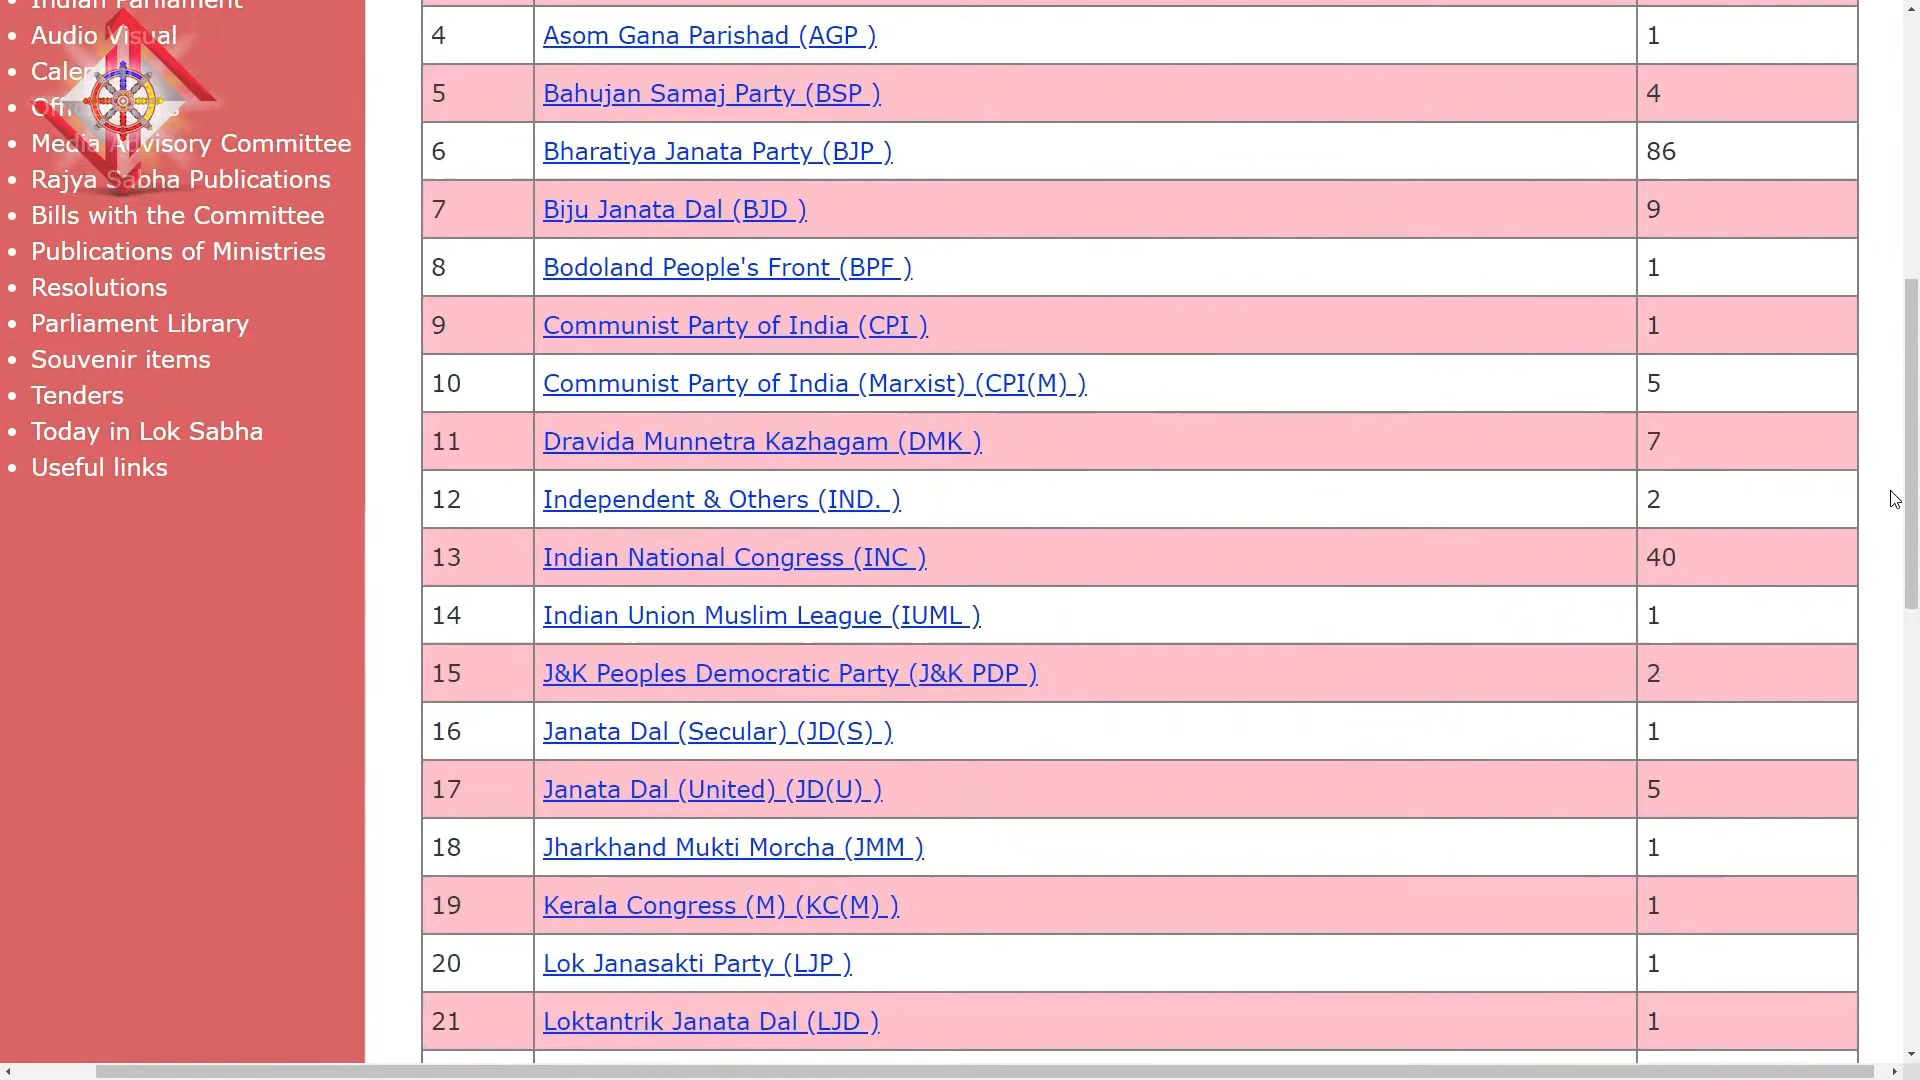 Indian Parliament
Audio Visual
Media Advisory Committee
Rajya Sabha Publications
Bills with the Committee
Publications of Ministries
Resolutions
Parliament Library
Souvenir items
Tenders
Today in Lok Sabha
Useful links
4 Asom Gana Parishad (AGP ) 1
5 Bahujan Samaj Party (BSP ) 4
6 Bharatiya Janata Party (BJP ) 86
7 Biju Janata Dal (BJD ) 9
8 Bodoland People's Front (BPF ) 1
9 Communist Party of India (CPI ) 1
10 Communist Party of India (Marxist) (CPI(M) ) 5
11 Dravida Munnetra Kazhagam (DMK ) 7
12 Independent & Others (IND. ) 2
13 Indian National Congress (INC ) 40
14 Indian Union Muslim League (IUML ) 1
15 J&K Peoples Democratic Party (J&K PDP ) 2
16 Janata Dal (Secular) (JD(S) ) 1
17 Janata Dal (United) (JD(U) ) 5
18 Jharkhand Mukti Morcha (JMM ) 1
19 Kerala Congress (M) (KC(M) ) 1
20 Lok Janasakti Party (LJP ) 1
21 Loktantrik Janata Dal (LJD ) 1